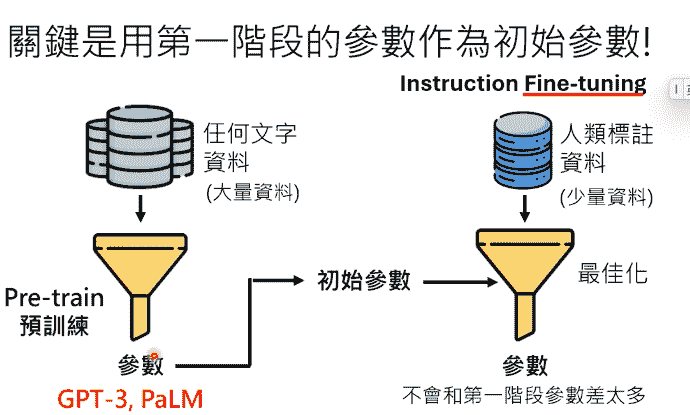 關鍵是用第一階段的參數作為初始參數!
Instruction Fine-tuning
任何文字
資料
(大量資料)
人類標註
資料
(少量資料)
Pre-train
預訓練
初始參數
最佳化
參數
GPT-3, PaLM
參數
不會和第一階段參數差太多